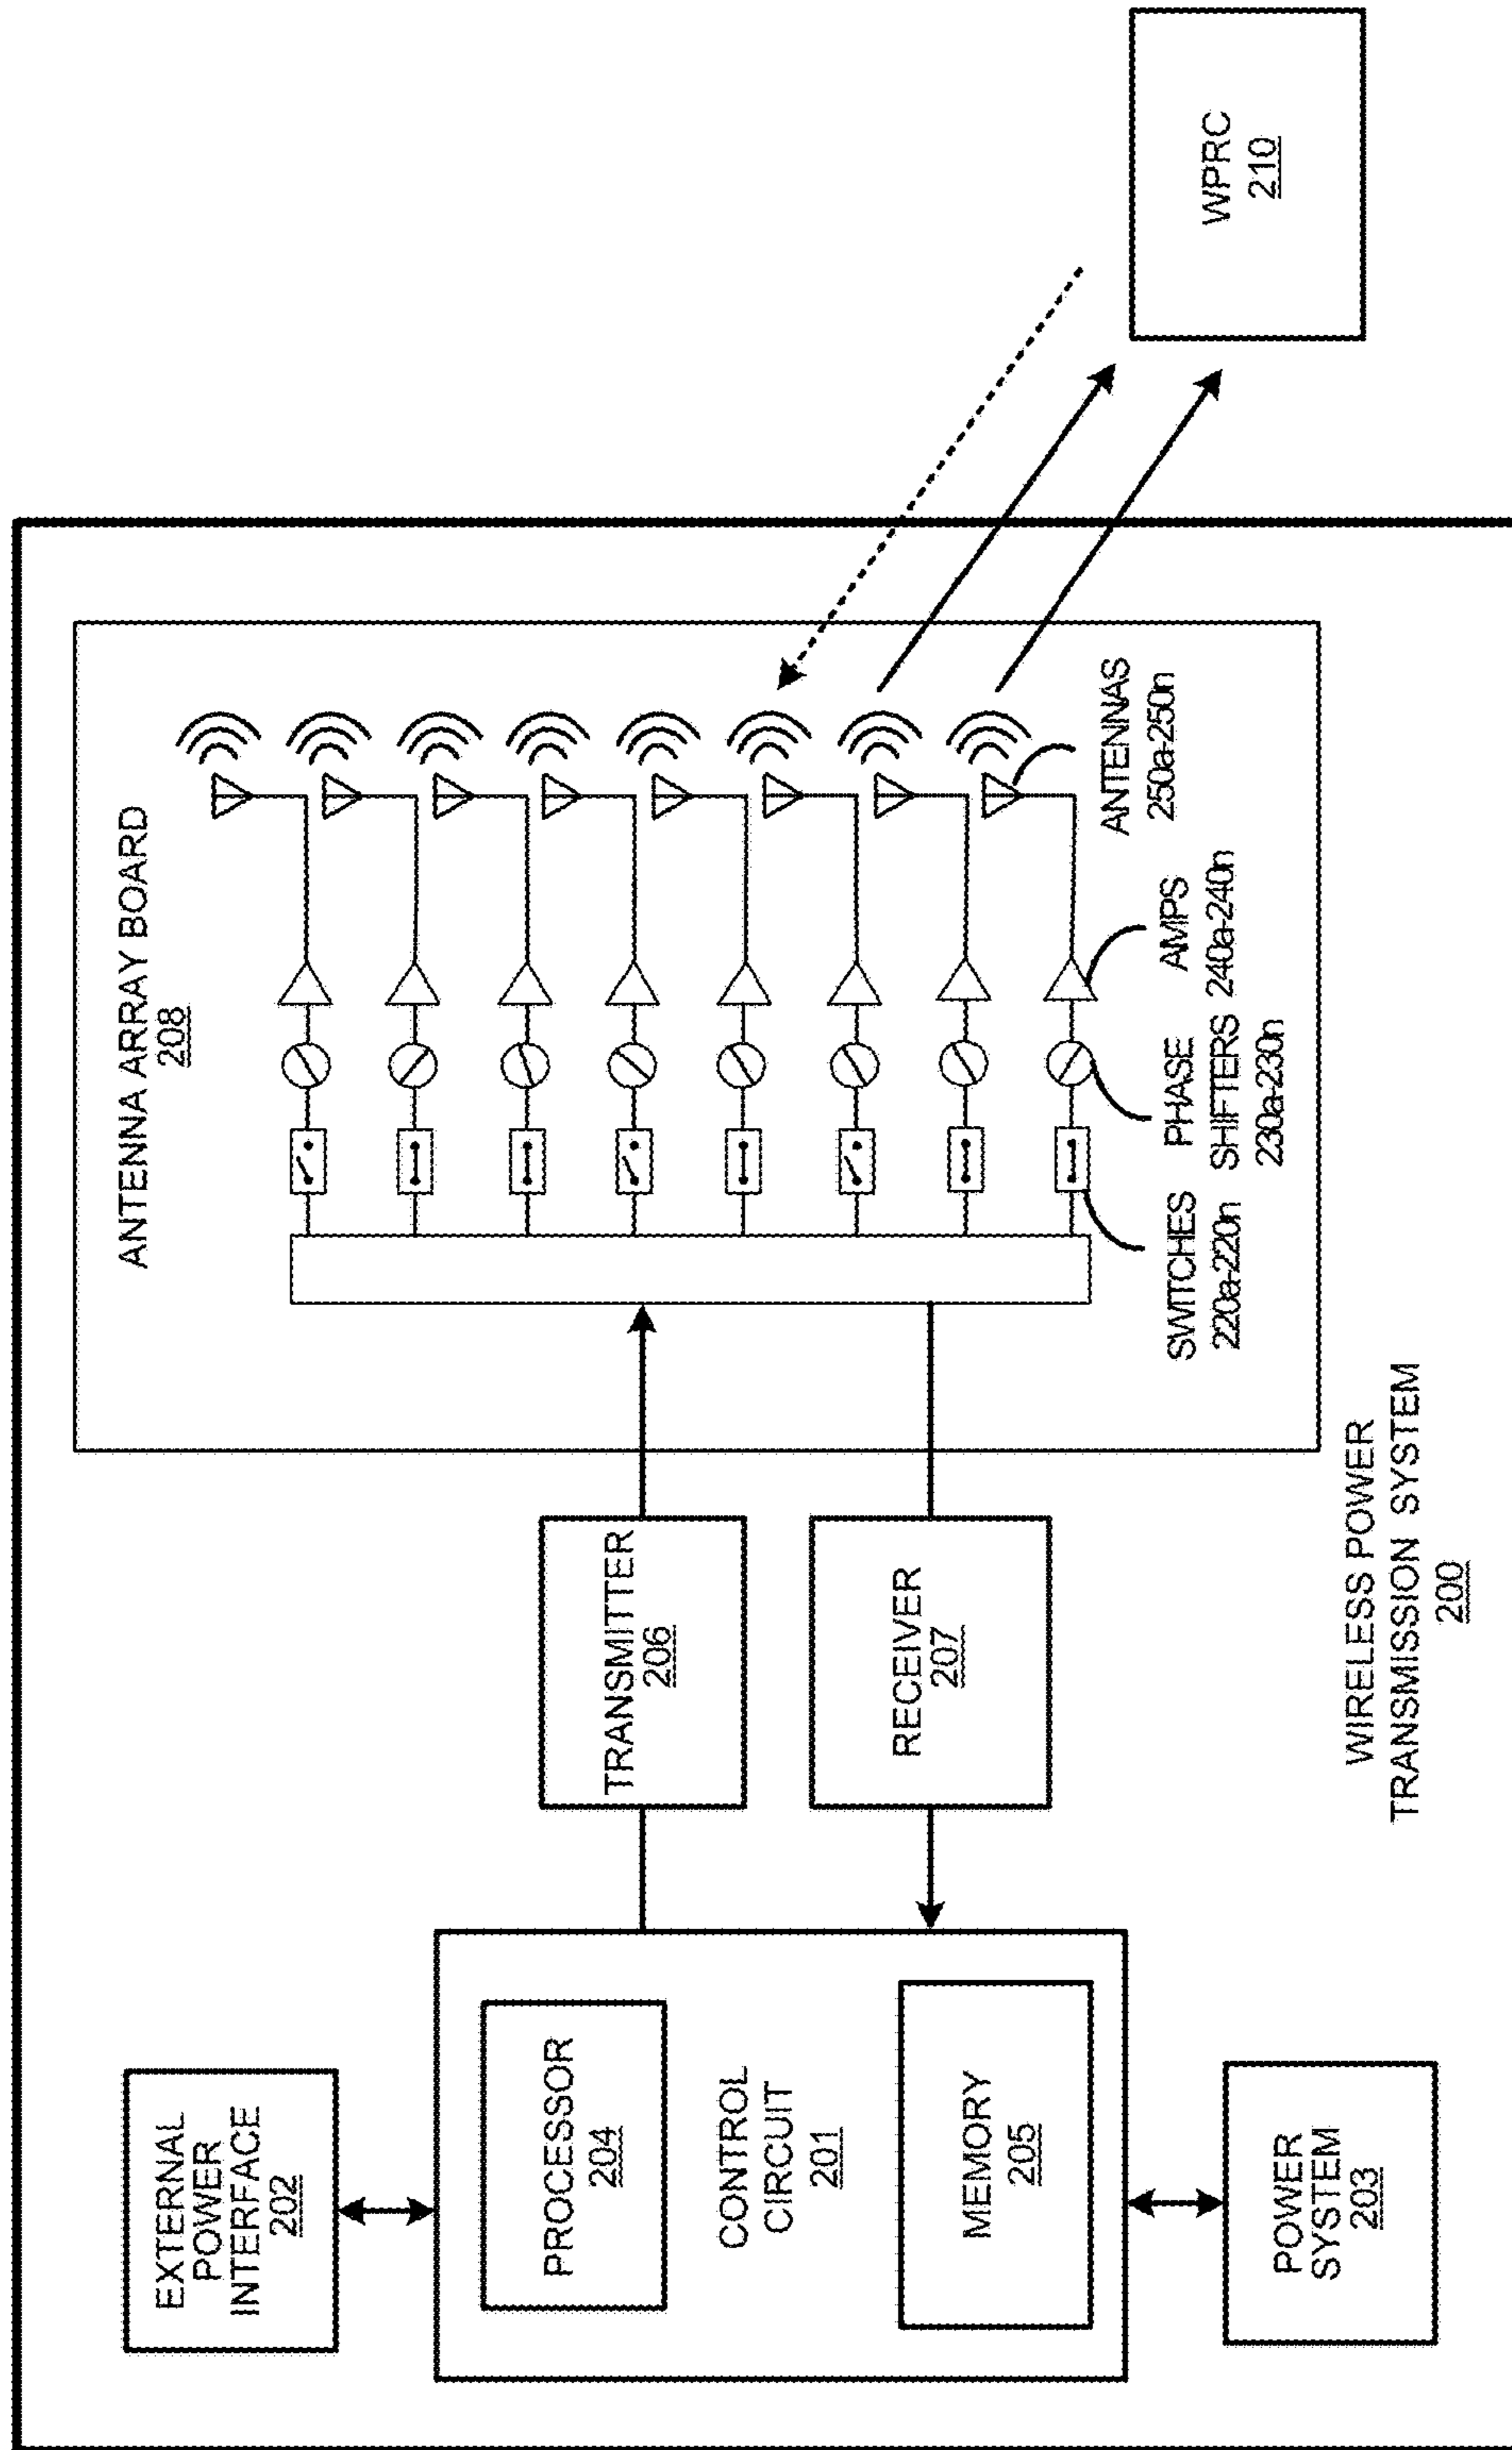 EXTERNAL
POWER
INTERFACE
202
PROCESSOR
204
CONTROL
CIRCUIT
201
MEMORY
205
POWER
SYSTEM
203
TRANSMITTER
206
RECEIVER
207
ANTENNA ARRAY BOARD
208
SWITCHES
220a-220n
PHASE
SHIFTERS
230a-230n
AMPS
240a-240n
ANTENNAS
250a-250n
WIRELESS POWER
TRANSMISSION SYSTEM
200
WPRC
210